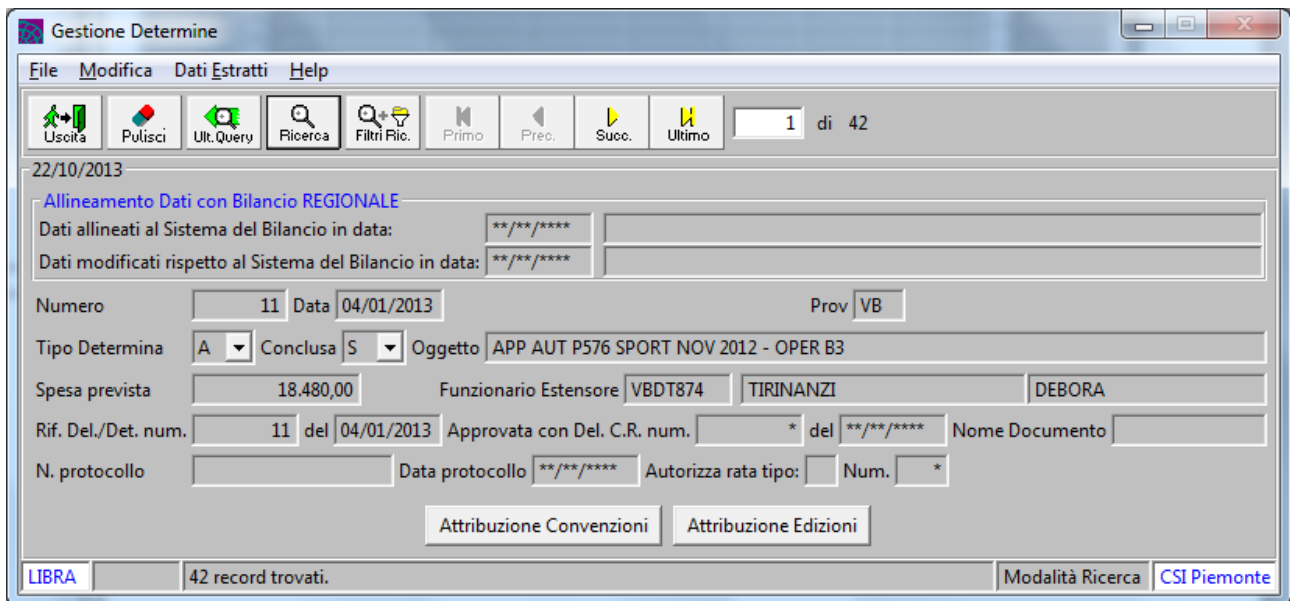 Gestione Determine
File Modifica Dati Estratti Help
Uscita Pulisci Ult. Query Ricerca Filtri Ric. Primo Prec. Succ. Ultimo 1 di 42
22/10/2013
Allineamento Dati con Bilancio REGIONALE
Dati allineati al Sistema del Bilancio in data: **/**/****
Dati modificati rispetto al Sistema del Bilancio in data: **/**/****
Numero 11 Data 04/01/2013 Prov VB
Tipo Determina A Conclusa S Oggetto APP AUT P576 SPORT NOV 2012 - OPER B3
Spesa prevista 18.480,00 Funzionario Estensore VBDT874 TIRINANZI DEBORA
Rif. Del./Det. num. 11 del 04/01/2013 Approvata con Del. C.R. num. * del **/**/**** Nome Documento
N. protocollo Data protocollo **/**/**** Autorizza rata tipo: Num. *
Attribuzione Convenzioni Attribuzione Edizioni
LIBRA 42 record trovati. Modalità Ricerca CSI Piemonte